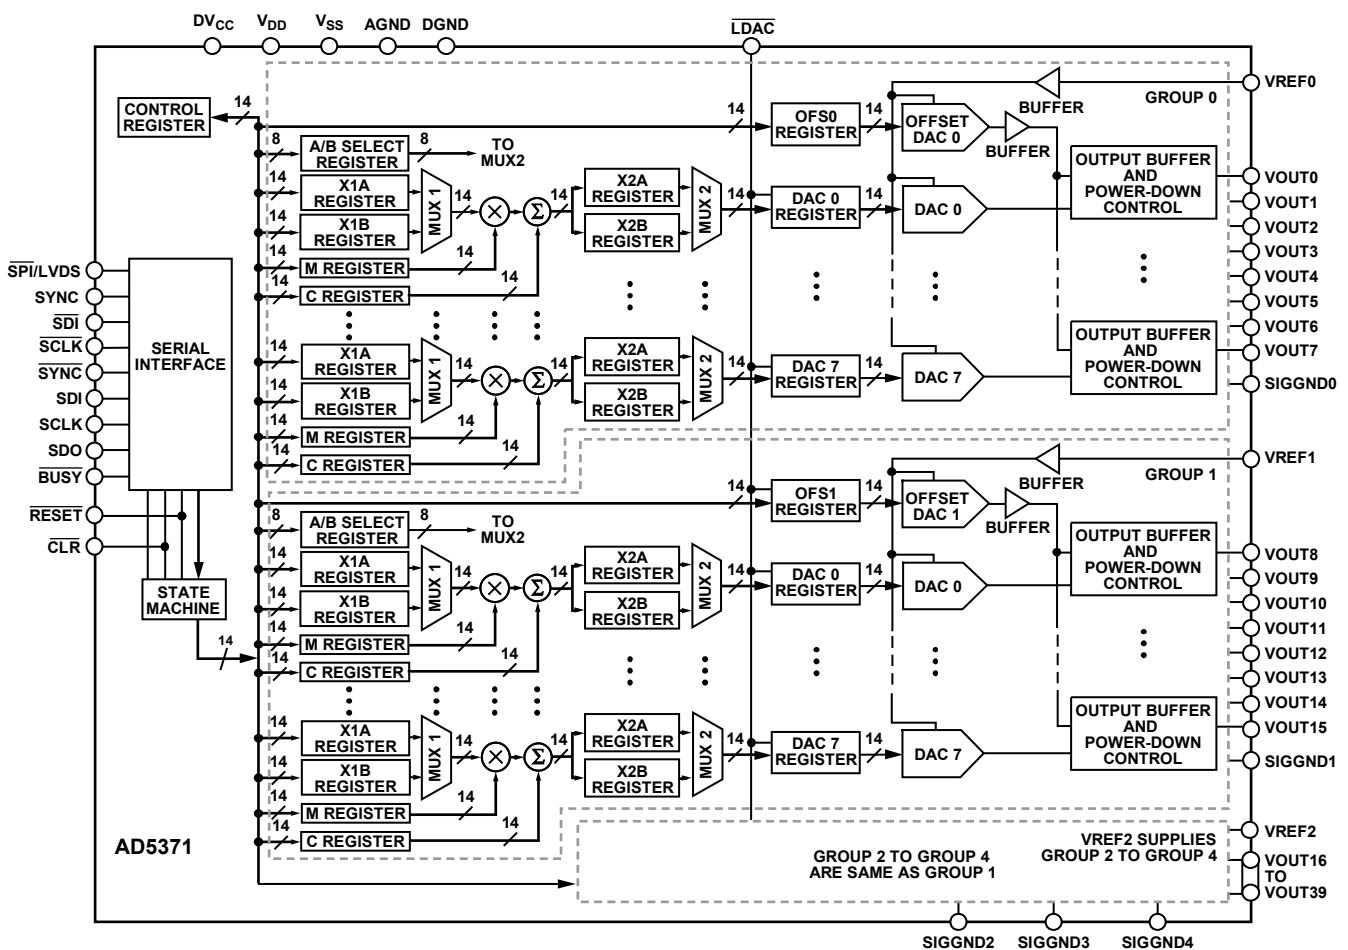 DVCC
VDD
VSS
AGND
DGND
LDAC
CONTROL
REGISTER
14
8
A/B SELECT
REGISTER
8
TO
MUX2
14
X1A
REGISTER
14
X1B
REGISTER
MUX 1
14
×
Σ
14
14
M REGISTER
14
14
C REGISTER
14
X2A
REGISTER
X2B
REGISTER
MUX 2
14
14
OFS0
REGISTER
14
OFFSET
DAC 0
BUFFER
BUFFER
GROUP 0
VREF0
DAC 0
REGISTER
14
DAC 0
OUTPUT BUFFER
AND
POWER-DOWN
CONTROL
VOUT0
VOUT1
VOUT2
VOUT3
VOUT4
VOUT5
VOUT6
VOUT7
SIGGND0
14
X1A
REGISTER
14
X1B
REGISTER
MUX 1
14
×
Σ
14
14
M REGISTER
14
14
C REGISTER
14
X2A
REGISTER
X2B
REGISTER
MUX 2
14
DAC 7
REGISTER
14
DAC 7
OUTPUT BUFFER
AND
POWER-DOWN
CONTROL
SPI/LVDS
SYNC
SDI
SCLK
SYNC
SDI
SCLK
SDO
BUSY
RESET
CLR
SERIAL
INTERFACE
STATE
MACHINE
14
8
A/B SELECT
REGISTER
8
TO
MUX2
14
X1A
REGISTER
14
X1B
REGISTER
MUX 1
14
×
Σ
14
14
M REGISTER
14
14
C REGISTER
14
X2A
REGISTER
X2B
REGISTER
MUX 2
14
14
OFS1
REGISTER
14
OFFSET
DAC 1
BUFFER
BUFFER
GROUP 1
VREF1
DAC 0
REGISTER
14
DAC 0
OUTPUT BUFFER
AND
POWER-DOWN
CONTROL
VOUT8
VOUT9
VOUT10
VOUT11
VOUT12
VOUT13
VOUT14
VOUT15
SIGGND1
14
X1A
REGISTER
14
X1B
REGISTER
MUX 1
14
×
Σ
14
14
M REGISTER
14
14
C REGISTER
14
X2A
REGISTER
X2B
REGISTER
MUX 2
14
DAC 7
REGISTER
14
DAC 7
OUTPUT BUFFER
AND
POWER-DOWN
CONTROL
AD5371
GROUP 2 TO GROUP 4
ARE SAME AS GROUP 1
VREF2 SUPPLIES
GROUP 2 TO GROUP 4
VREF2
VOUT16
TO
VOUT39
SIGGND2
SIGGND3
SIGGND4